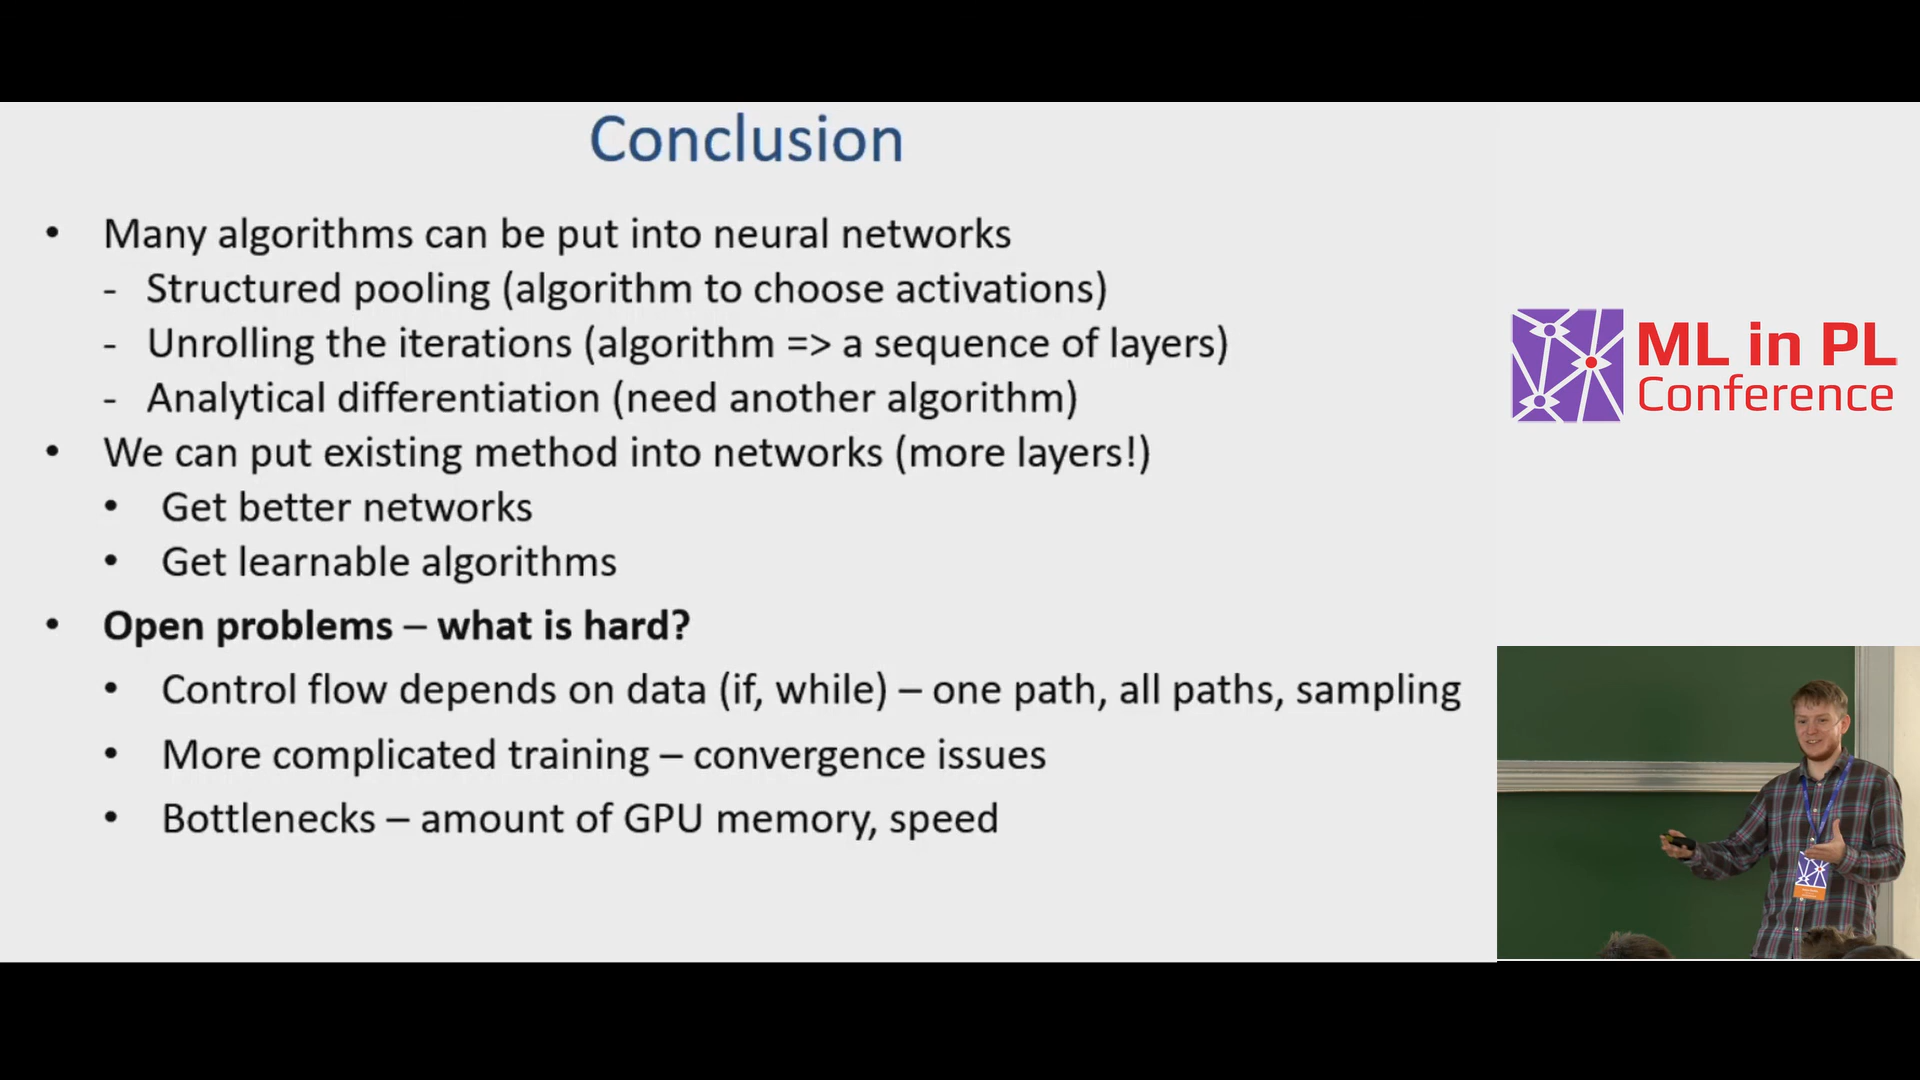 Conclusion
• Many algorithms can be put into neural networks
- Structured pooling (algorithm to choose activations)
- Unrolling the iterations (algorithm => a sequence of layers)
- Analytical differentiation (need another algorithm)
• We can put existing method into networks (more layers!)
• Get better networks
• Get learnable algorithms
• Open problems – what is hard?
• Control flow depends on data (if, while) – one path, all paths, sampling
• More complicated training – convergence issues
• Bottlenecks – amount of GPU memory, speed
ML in PL
Conference